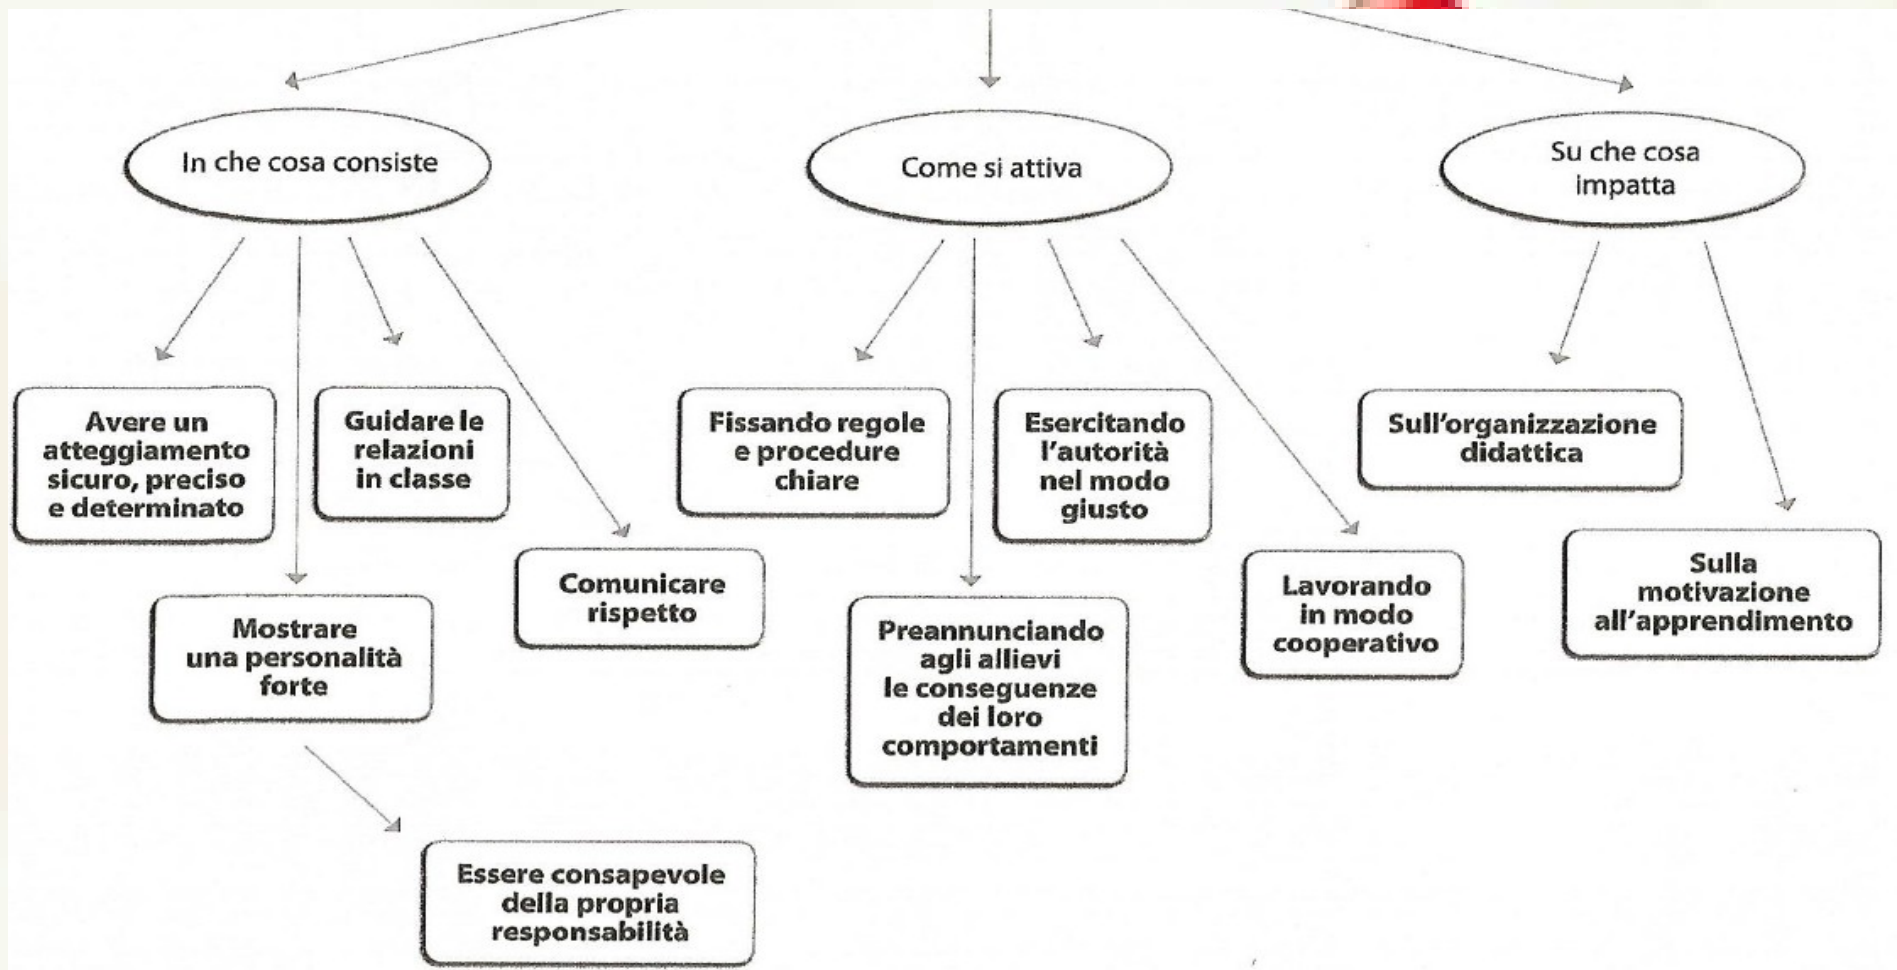 In che cosa consiste
Come si attiva
Su che cosa
impatta
Avere un
atteggiamento
sicuro, preciso
e determinato
Guidare le
relazioni
in classe
Fissando regole
e procedure
chiare
Esercitando
l'autorità
nel modo
giusto
Sull'organizzazione
didattica
Mostrare
una personalità
forte
Comunicare
rispetto
Preannunciando
agli allievi
le conseguenze
dei loro
comportamenti
Lavorando
in modo
cooperativo
Sulla
motivazione
all'apprendimento
Essere consapevole
della propria
responsabilità